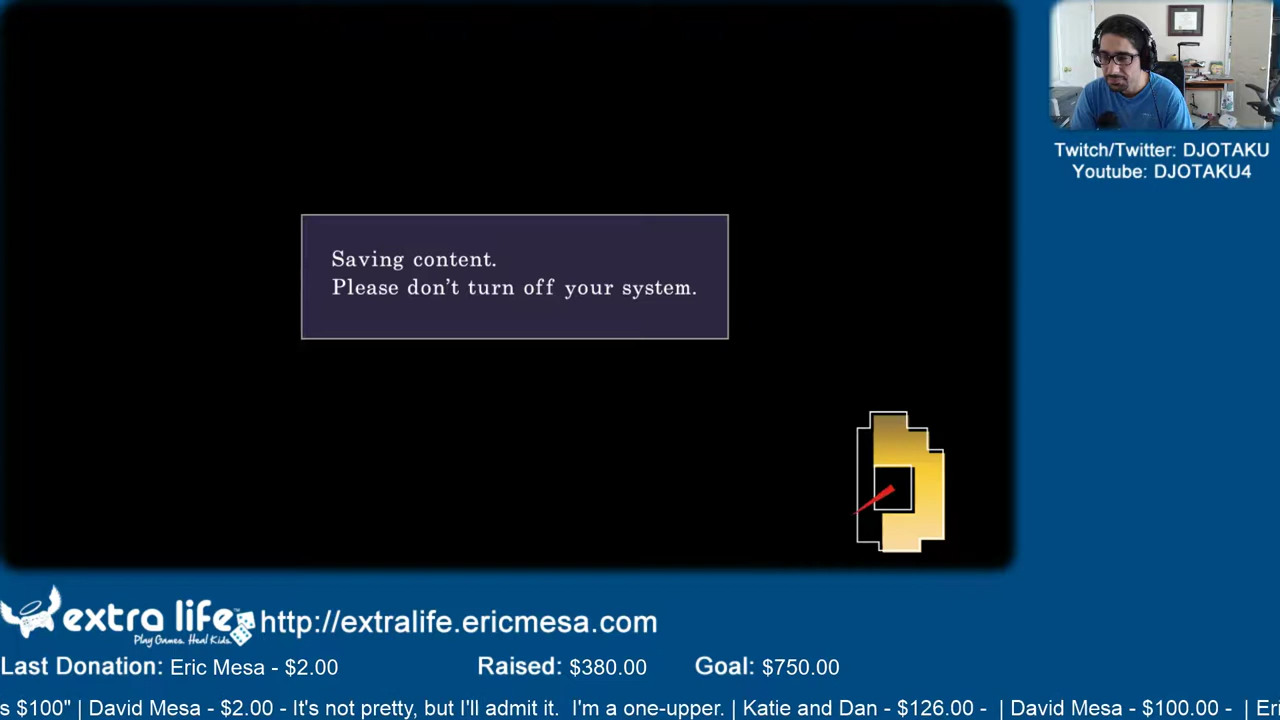 Twitch/Twitter: DJOTAKU
Youtube: DJOTAKU4
Saving content.
Please don't turn off your system.
extra life
Play Games. Heal Kids.
http://extralife.ericmesa.com
Last Donation: Eric Mesa - $2.00
Raised: $380.00
Goal: $750.00
s $100" | David Mesa - $2.00 - It's not pretty, but I'll admit it.  I'm a one-upper. | Katie and Dan - $126.00 -  | David Mesa - $100.00 -  | Er